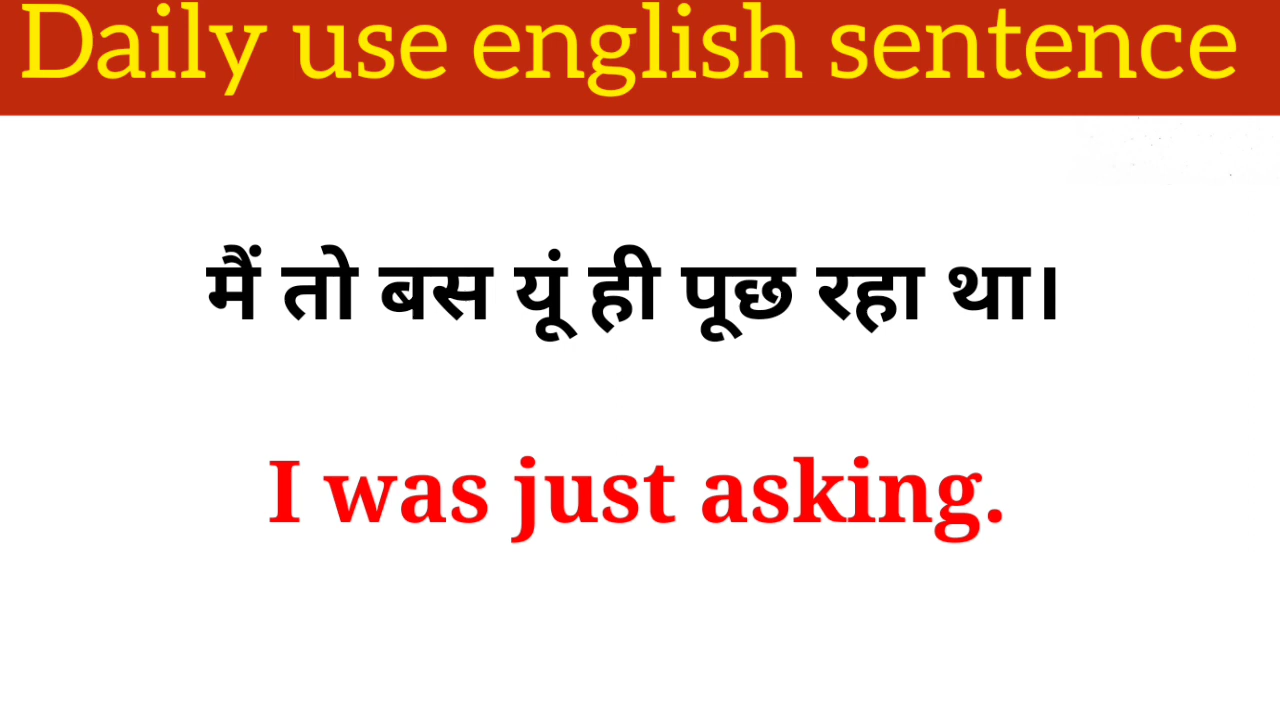 Daily use english sentence
मैं तो बस यूं ही पूछ रहा था।
I was just asking.